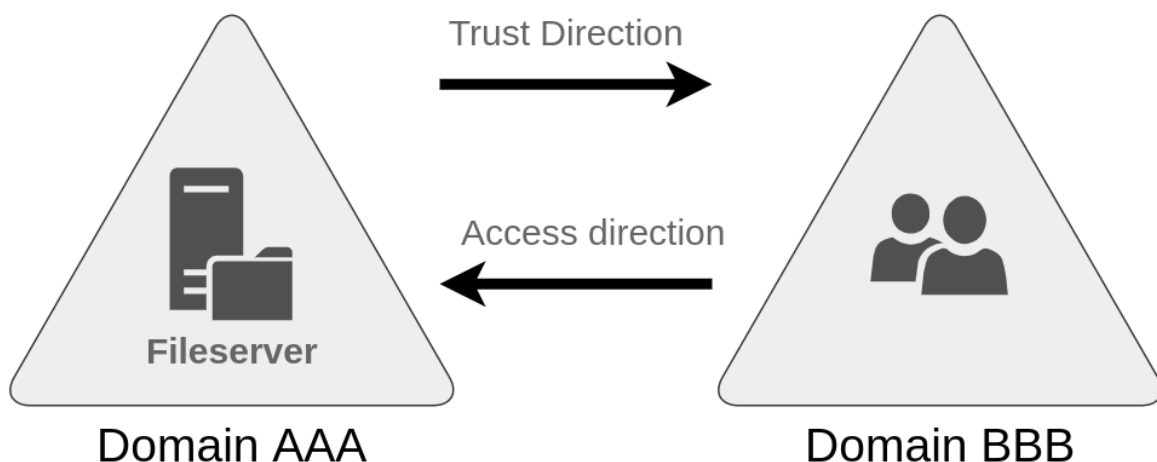 Trust Direction
Access direction
Fileserver
Domain AAA
Domain BBB